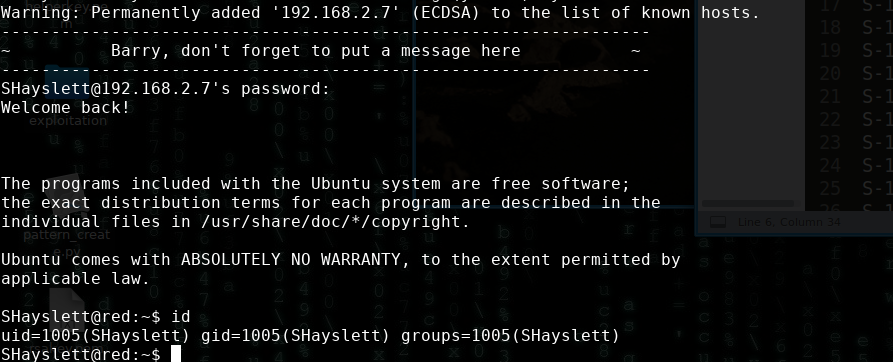 Warning: Permanently added '192.168.2.7' (ECDSA) to the list of known hosts.
-----------------------------------------------------------------
~          Barry, don't forget to put a message here           ~
-----------------------------------------------------------------
SHayslett@192.168.2.7's password:
Welcome back!
exploitation
The programs included with the Ubuntu system are free software;
the exact distribution terms for each program are described in the
individual files in /usr/share/doc/*/copyright.
pattern_creat
Ubuntu comes with ABSOLUTELY NO WARRANTY, to the extent permitted by
applicable law.
SHayslett@red:~$ id
uid=1005(SHayslett) gid=1005(SHayslett) groups=1005(SHayslett)
SHayslett@red:~$
17 S-1
18 S-1
19 S-1
20 S-1
21 S-1
22 S-1
23 S-1
24 S-1
25 S-1
Line 6, Column 34